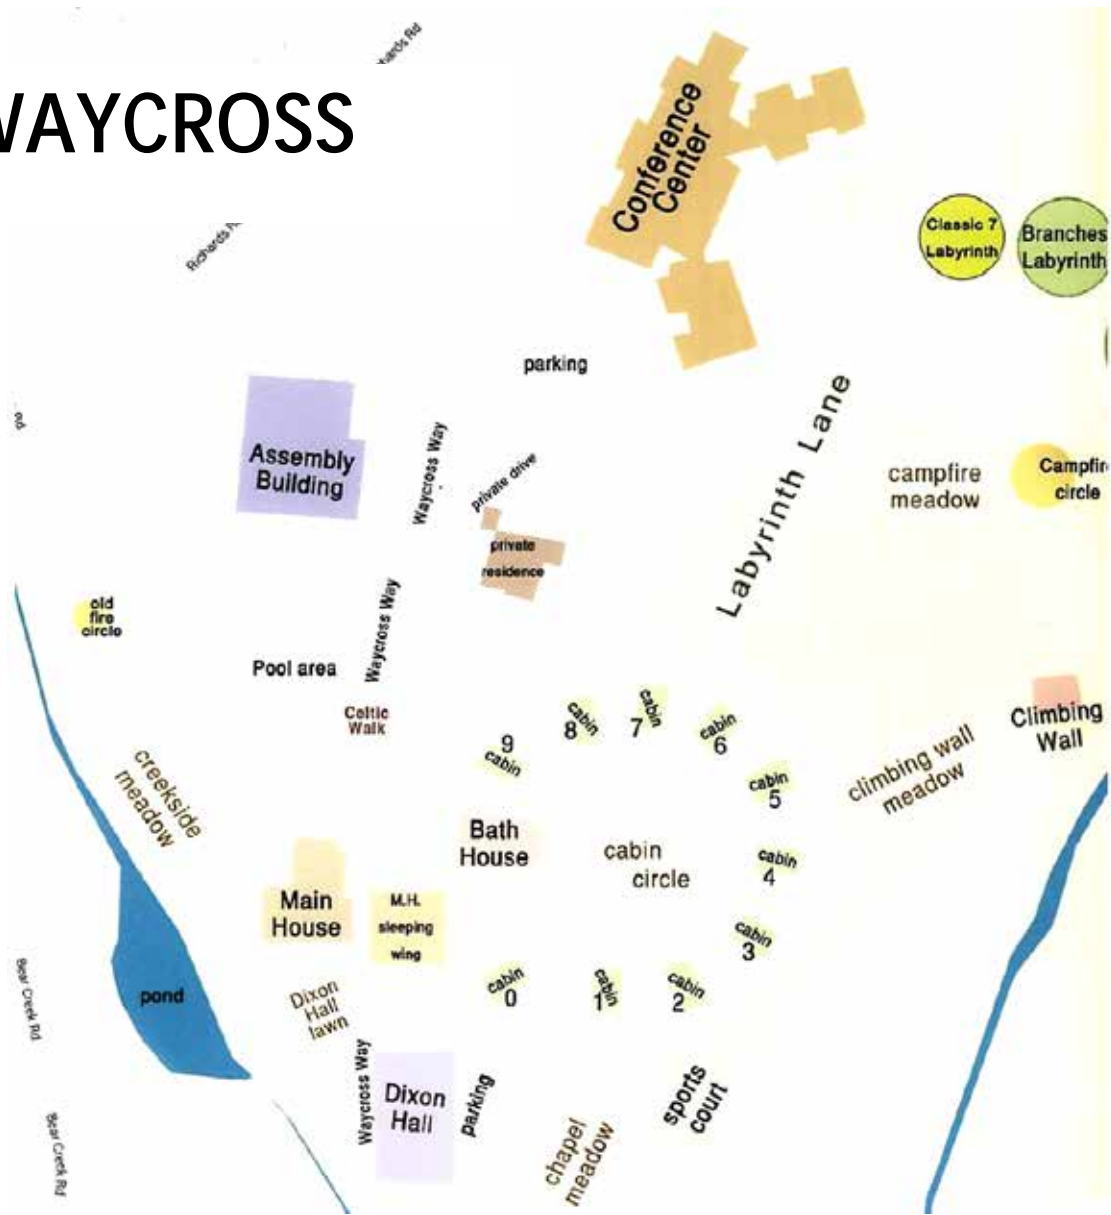 WAYCROSS
Conference
Center
Classic 7
Labyrinth
Branches
Labyrinth
parking
Assembly
Building
Waycross Way
private drive
private
residence
Labyrinth Lane
campfire
meadow
circle
old
fire
circle
Waycross Way
Pool area
Celtic
Walk
creekside
meadow
9
cabin
cabin
8
cabin
7
cabin
6
cabin
5
climbing wall
meadow
Climbing
Wall
Bath
House
cabin
circle
cabin
4
Main
House
M.H.
sleeping
wing
cabin
3
cabin
0
cabin
1
cabin
2
pond
Dixon
Hall
lawn
Bear Creek Rd
Waycross Way
Dixon
Hall
parking
sports
court
chapel
meadow
Bear Creek Rd